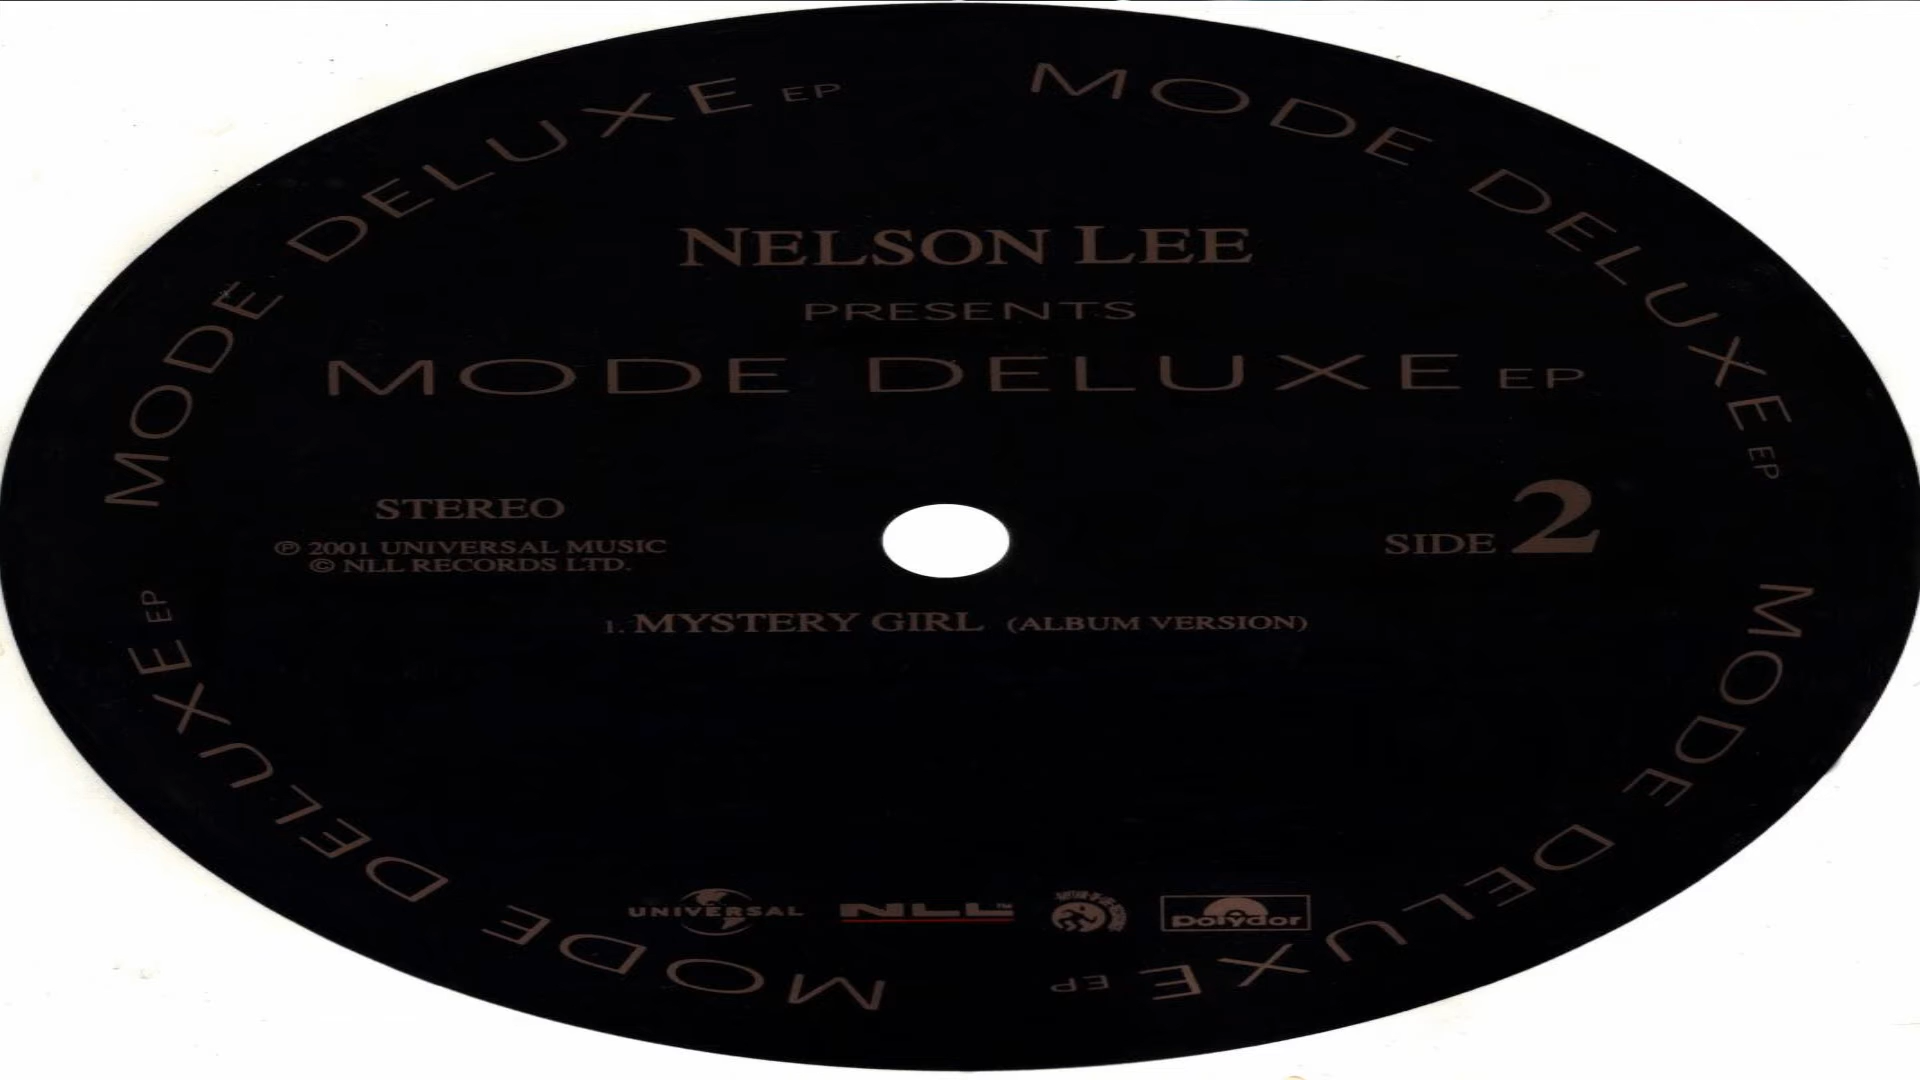 MODE DELUXE EP
MODE DELUXE EP
NELSON LEE
PRESENTS
MODE DELUXE EP
STEREO
℗ 2001 UNIVERSAL MUSIC
© NLL RECORDS LTD.
SIDE 2
1. MYSTERY GIRL (ALBUM VERSION)
UNIVERSAL
NLL™
polydor
MODE DELUXE EP
MODE DELUXE EP